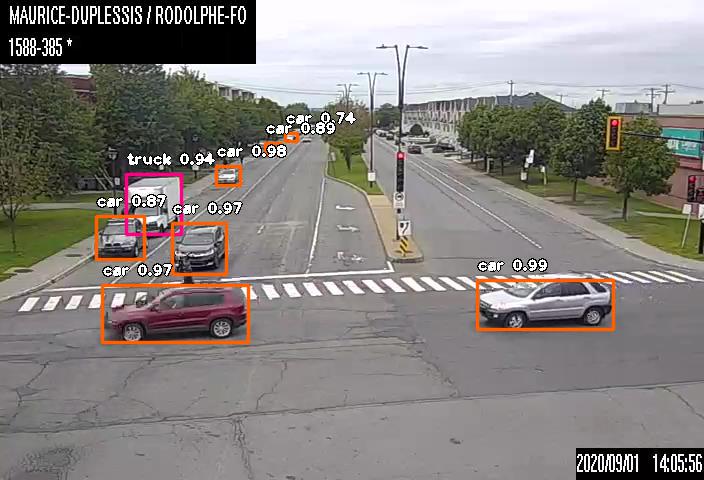 MAURICE-DUPLESSIS / RODOLPHE-FO
1588-385 *
car 0.74
car 0.89
car 0.98
truck 0.94
car 0.87
car 0.97
car 0.97
car 0.99
2020/09/01 14:05:56